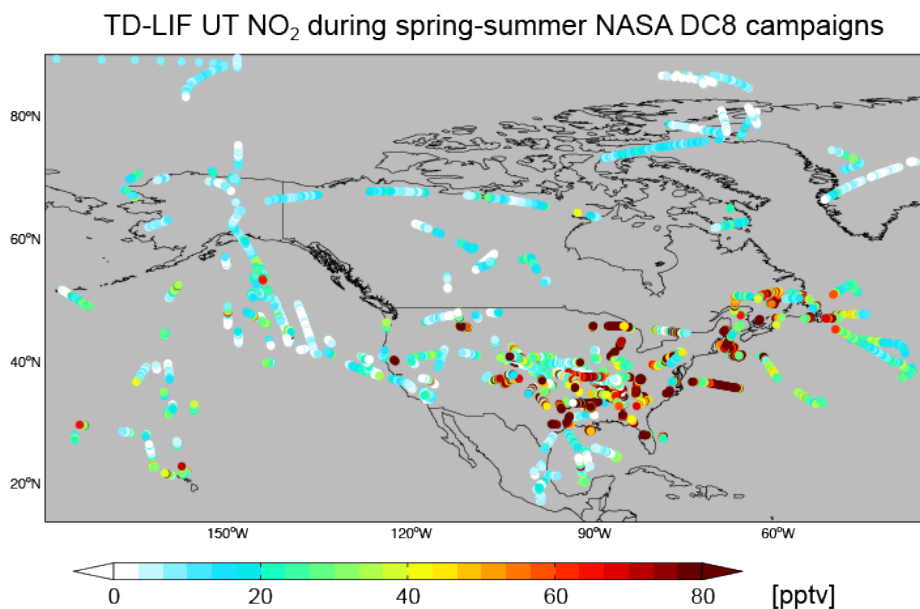 TD-LIF UT NO₂ during spring-summer NASA DC8 campaigns
80°N
60°N
40°N
20°N
150°W 120°W 90°W 60°W
0 20 40 60 80 [pptv]